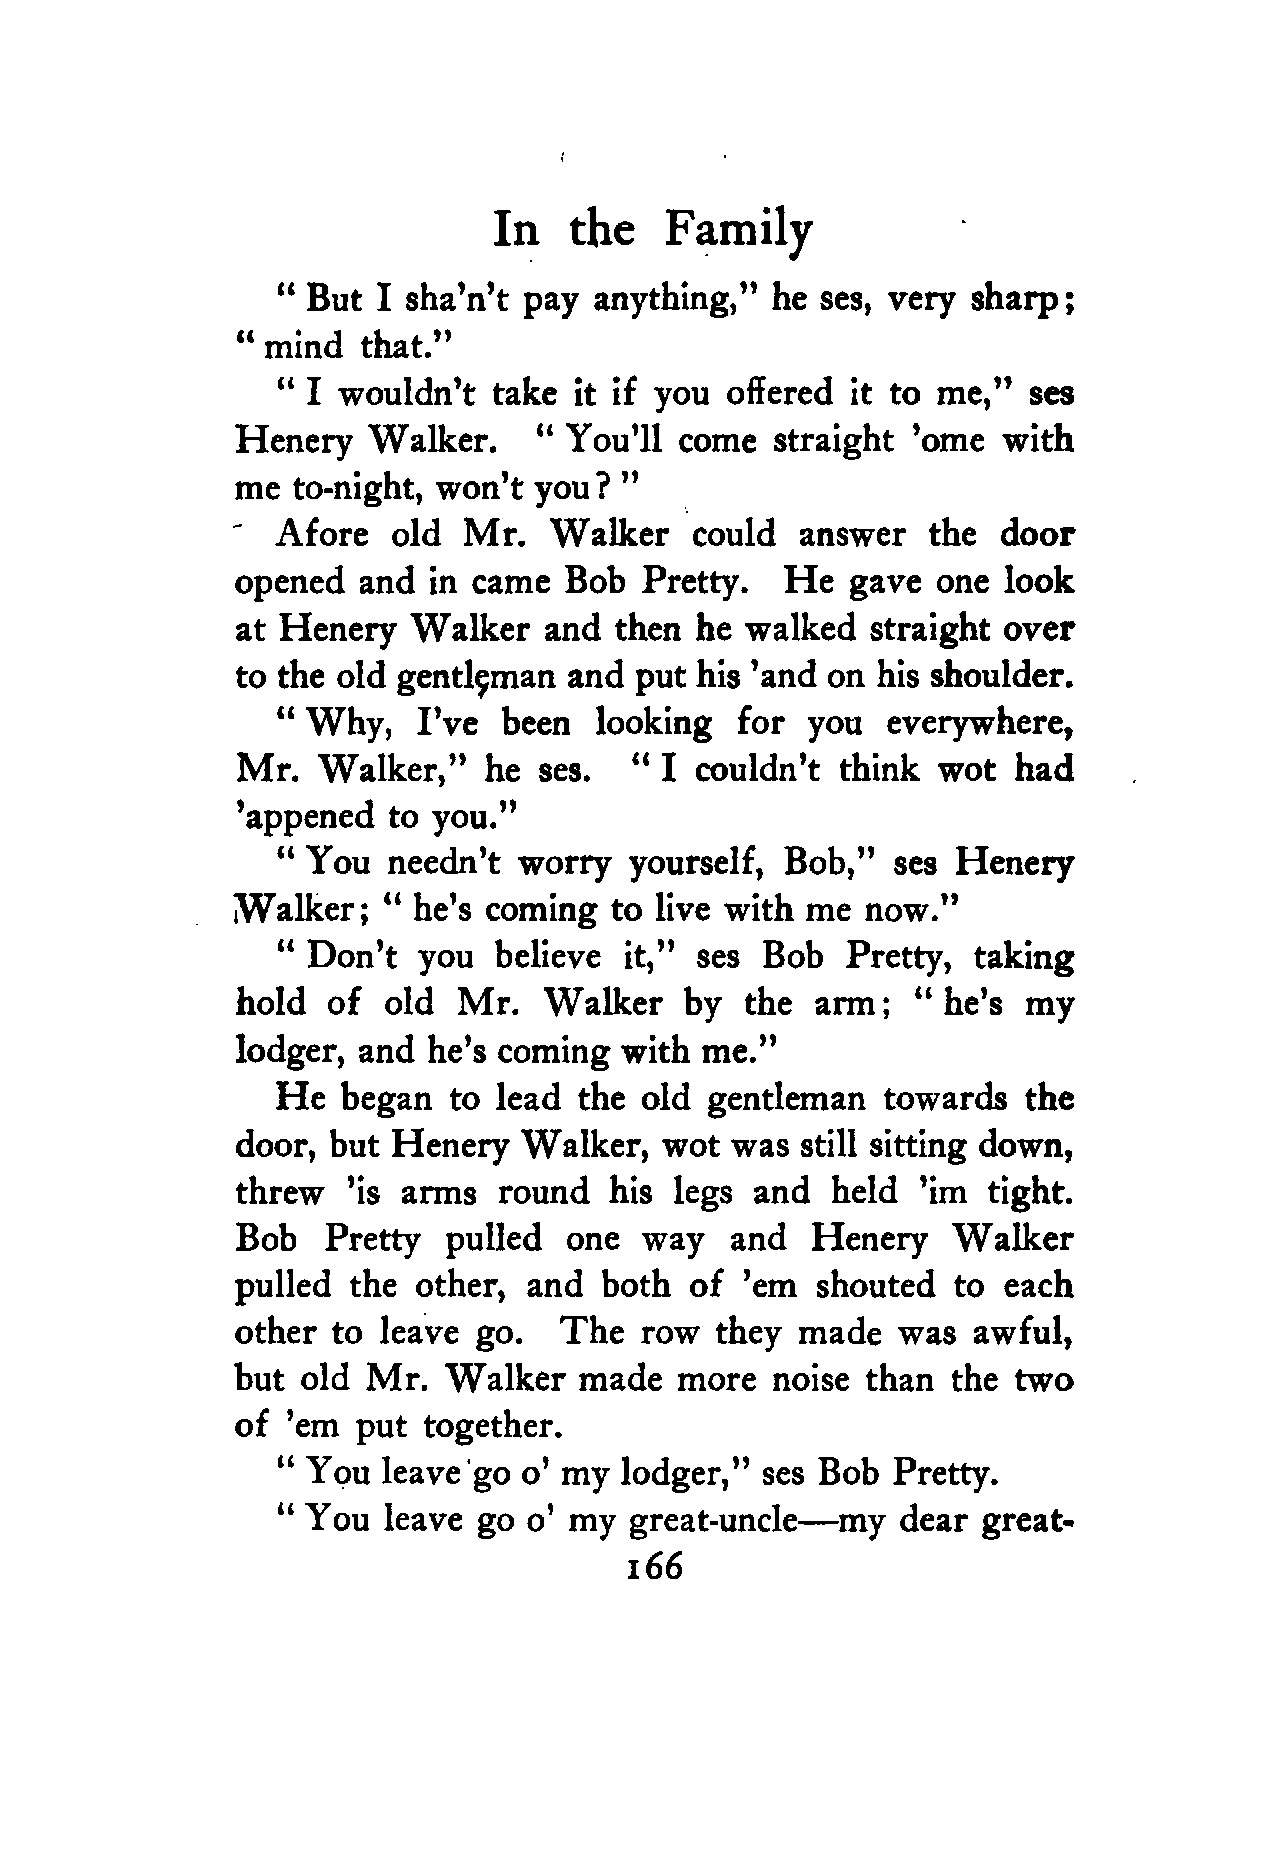 In the Family
" But I sha'n't pay anything," he ses, very sharp;
" mind that."
" I wouldn't take it if you offered it to me," ses
Henery Walker. " You'll come straight 'ome with
me to-night, won't you? "
Afore old Mr. Walker could answer the door
opened and in came Bob Pretty. He gave one look
at Henery Walker and then he walked straight over
to the old gentleman and put his 'and on his shoulder.
" Why, I've been looking for you everywhere,
Mr. Walker," he ses. " I couldn't think wot had
'appened to you."
" You needn't worry yourself, Bob," ses Henery
Walker; " he's coming to live with me now."
" Don't you believe it," ses Bob Pretty, taking
hold of old Mr. Walker by the arm; " he's my
lodger, and he's coming with me."
He began to lead the old gentleman towards the
door, but Henery Walker, wot was still sitting down,
threw 'is arms round his legs and held 'im tight.
Bob Pretty pulled one way and Henery Walker
pulled the other, and both of 'em shouted to each
other to leave go. The row they made was awful,
but old Mr. Walker made more noise than the two
of 'em put together.
" You leave go o' my lodger," ses Bob Pretty.
" You leave go o' my great-uncle—my dear great-
166